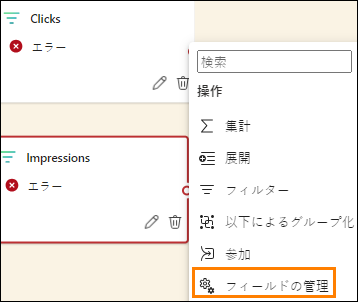 Clicks
エラー
Impressions
エラー
検索
操作
集計
展開
フィルター
以下によるグループ化
参加
フィールドの管理